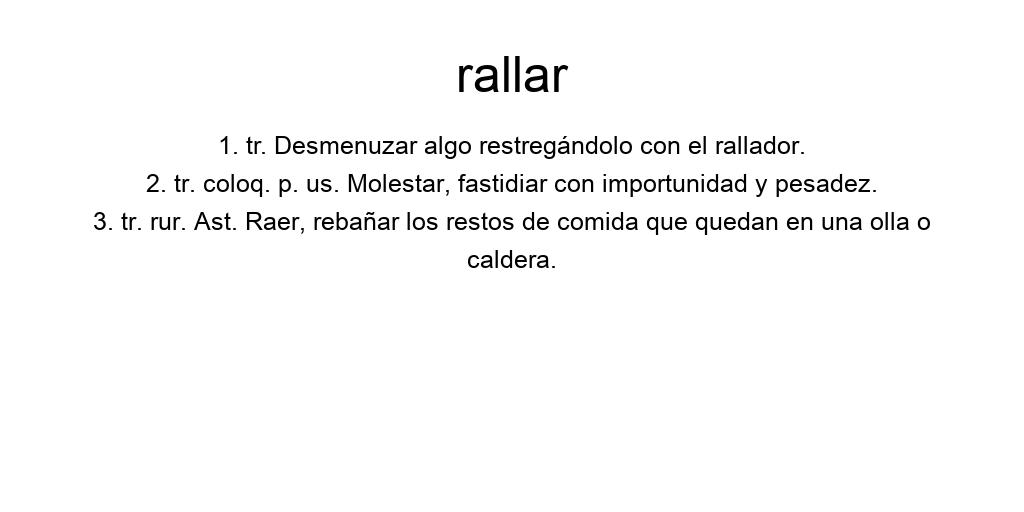 rallar
1. tr. Desmenuzar algo restregándolo con el rallador.
2. tr. coloq. p. us. Molestar, fastidiar con importunidad y pesadez.
3. tr. rur. Ast. Raer, rebañar los restos de comida que quedan en una olla o
caldera.